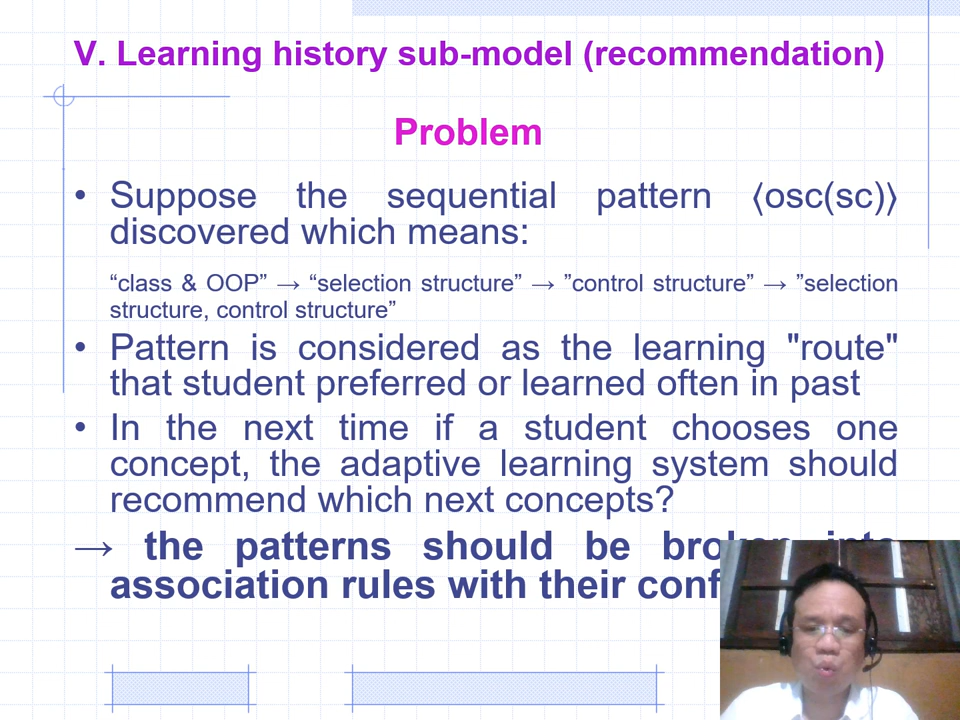 V. Learning history sub-model (recommendation)
Problem
• Suppose the sequential pattern ⟨osc(sc)⟩
discovered which means:
“class & OOP” → “selection structure” → ”control structure” → ”selection
structure, control structure”
• Pattern is considered as the learning "route"
that student preferred or learned often in past
• In the next time if a student chooses one
concept, the adaptive learning system should
recommend which next concepts?
→ the patterns should be
association rules with their